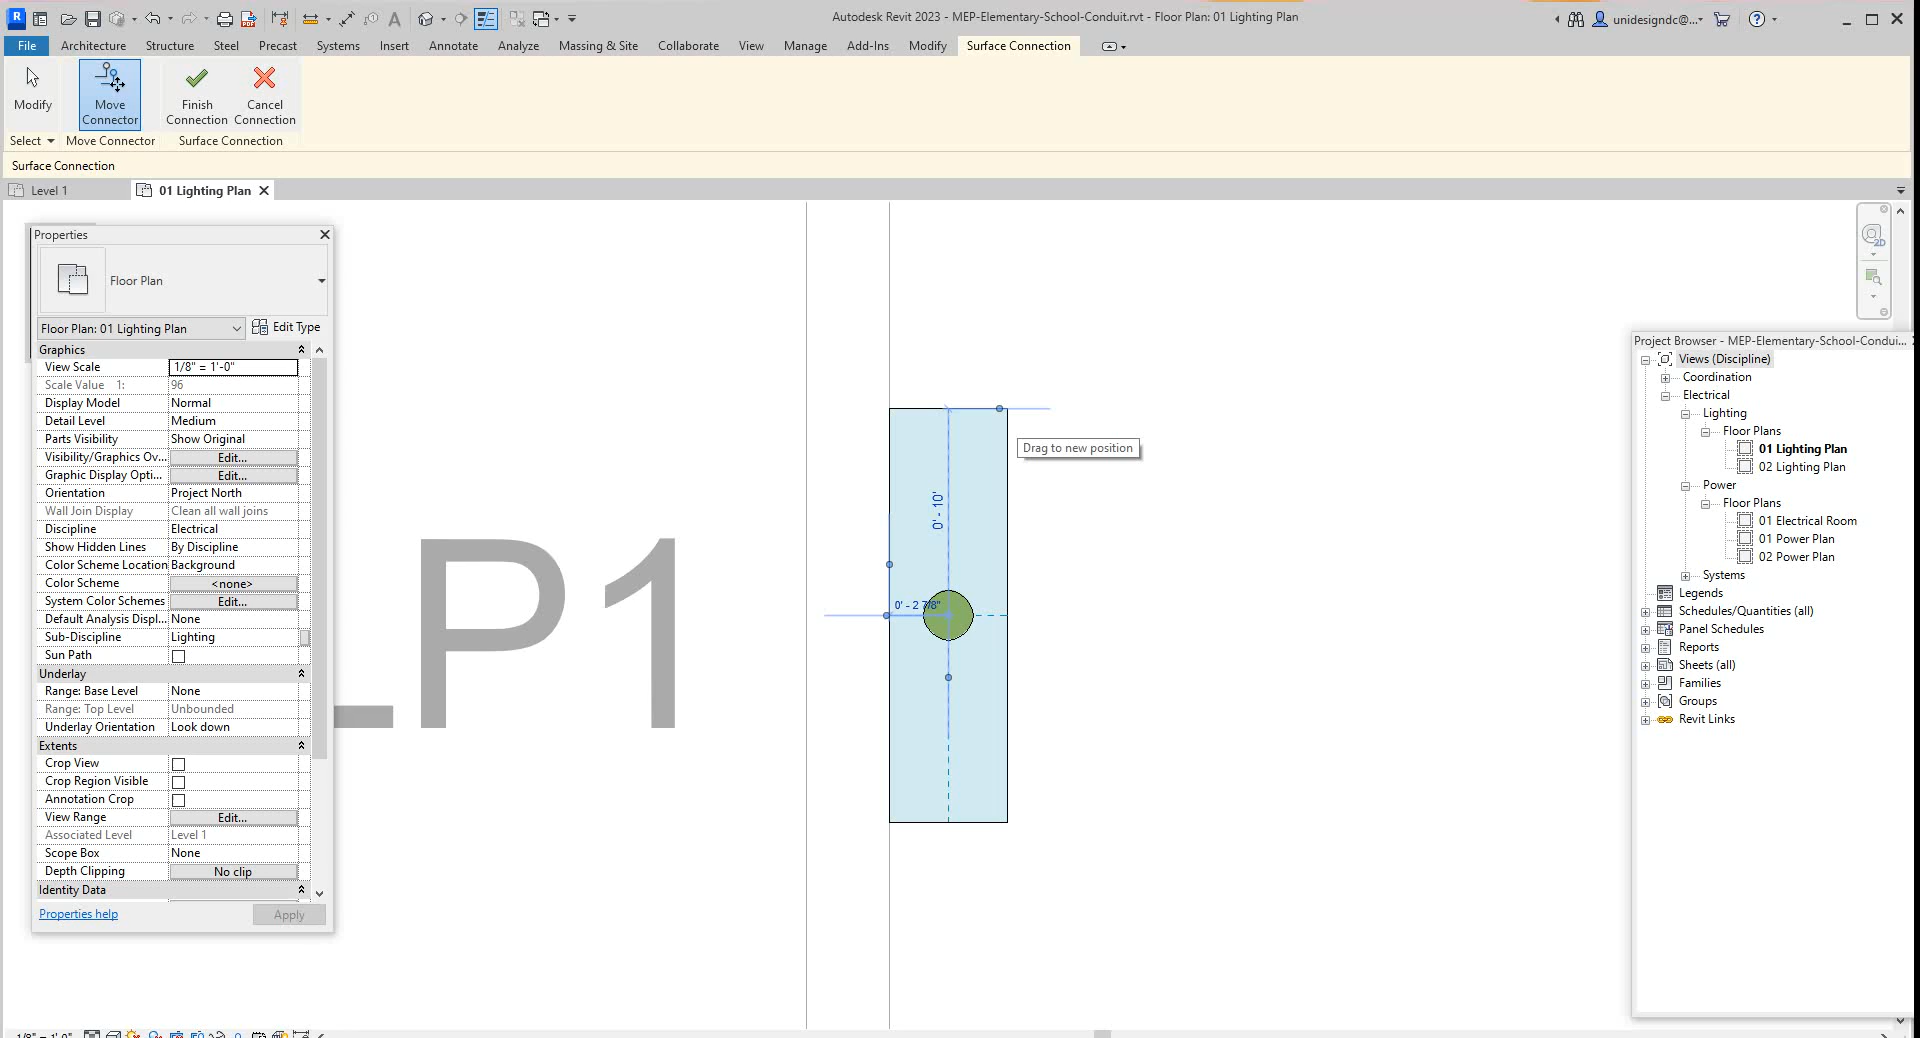 Autodesk Revit 2023 - MEP-Elementary-School-Conduit.rvt - Floor Plan: 01 Lighting Plan
unidesigndc@...
File Architecture Structure Steel Precast Systems Insert Annotate Analyze Massing & Site Collaborate View Manage Add-Ins Modify Surface Connection
Modify
Move Connector
Finish Connection
Cancel Connection
Select Move Connector Surface Connection
Surface Connection
Level 1
01 Lighting Plan
Properties
Floor Plan
Floor Plan: 01 Lighting Plan Edit Type
Graphics
View Scale 1/8" = 1'-0"
Scale Value 1: 96
Display Model Normal
Detail Level Medium
Parts Visibility Show Original
Visibility/Graphics Ov... Edit...
Graphic Display Opti... Edit...
Orientation Project North
Wall Join Display Clean all wall joins
Discipline Electrical
Show Hidden Lines By Discipline
Color Scheme Location Background
Color Scheme <none>
System Color Schemes Edit...
Default Analysis Displ... None
Sub-Discipline Lighting
Sun Path
Underlay
Range: Base Level None
Range: Top Level Unbounded
Underlay Orientation Look down
Extents
Crop View
Crop Region Visible
Annotation Crop
View Range Edit...
Associated Level Level 1
Scope Box None
Depth Clipping No clip
Identity Data
Properties help Apply
LP1
0' - 10'
0' - 2 7/8"
Drag to new position
2D
Project Browser - MEP-Elementary-School-Condui...
Views (Discipline)
Coordination
Electrical
Lighting
Floor Plans
01 Lighting Plan
02 Lighting Plan
Power
Floor Plans
01 Electrical Room
01 Power Plan
02 Power Plan
Systems
Legends
Schedules/Quantities (all)
Panel Schedules
Reports
Sheets (all)
Families
Groups
Revit Links
1/8" = 1'-0"